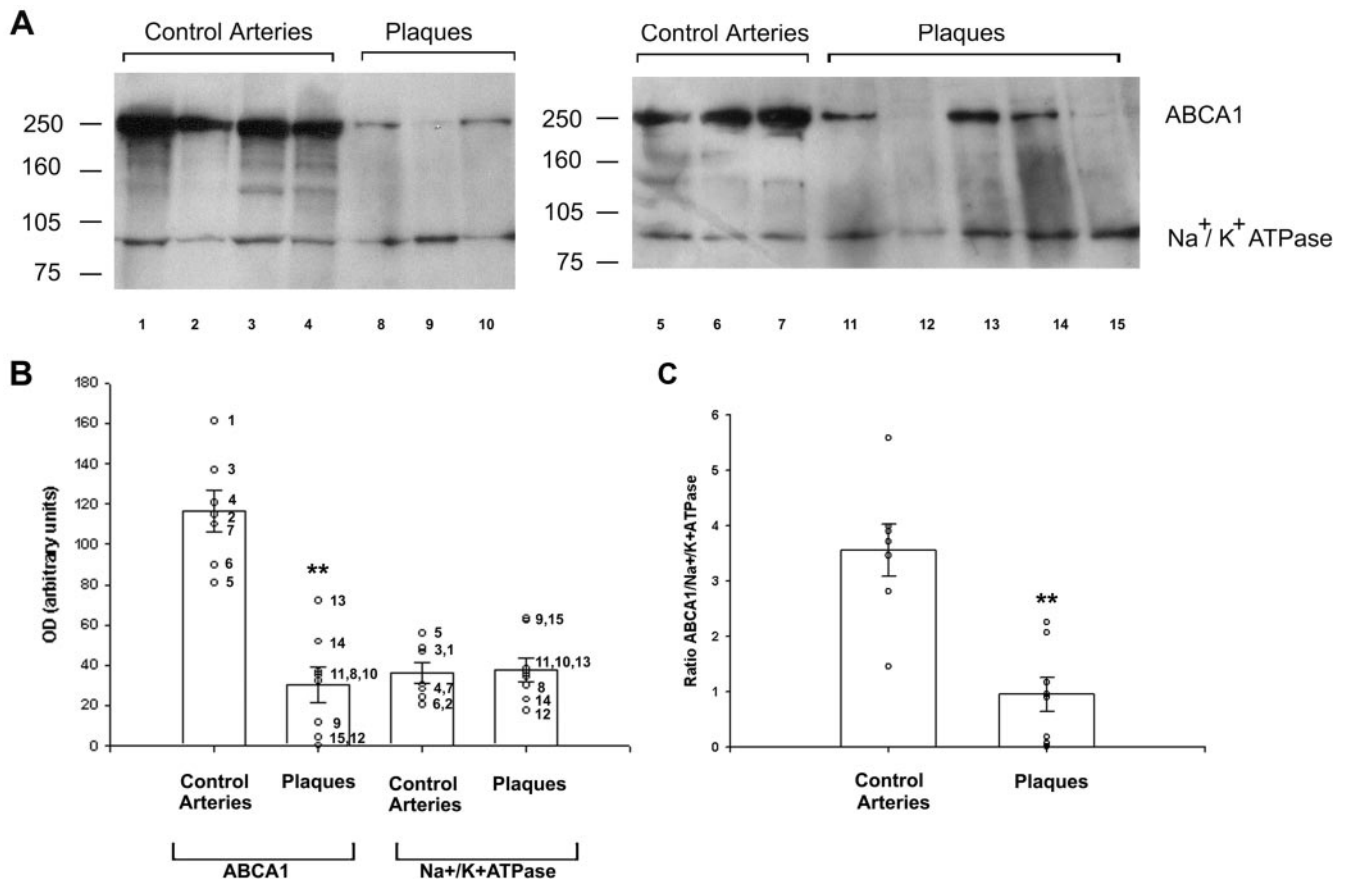 A
Control Arteries Plaques
Control Arteries Plaques
250
160
105
75
250
160
105
75
ABCA1
Na+/ K+ ATPase
1 2 3 4 8 9 10
5 6 7 11 12 13 14 15
B
OD (arbitrary units)
180
160
140
120
100
80
60
40
20
0
1
3
4
2
7
6
5
**
13
14
11,8,10
9
15,12
5
3,1
4,7
6,2
9,15
11,10,13
8
14
12
Control
Arteries
Plaques
Control
Arteries
Plaques
ABCA1
Na+/K+ATPase
C
Ratio ABCA1/Na+/K+ATPase
6
5
4
3
2
1
0
**
Control
Arteries
Plaques